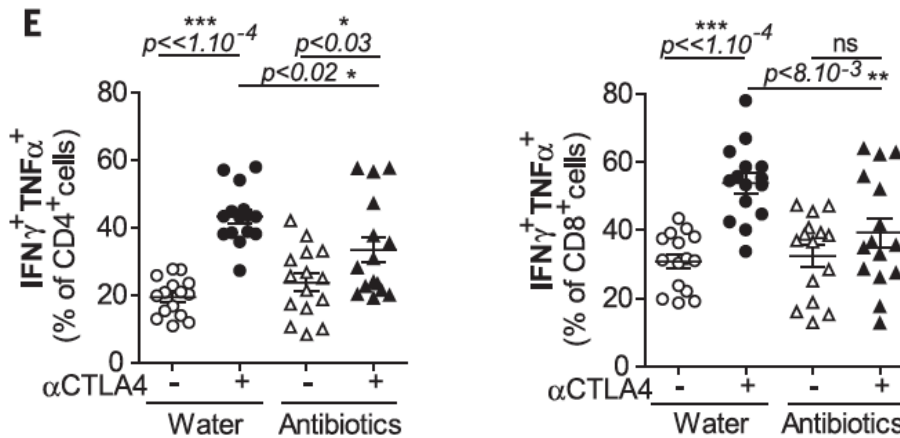 E
***
p<<1.10-4
*
p<0.03
p<0.02 *
IFNγ+TNFα+
(% of CD4+cells)
80
60
40
20
0
αCTLA4 - + - +
Water Antibiotics
***
p<<1.10-4
ns
p<8.10-3 **
IFNγ+TNFα+
(% of CD8+cells)
80
60
40
20
0
αCTLA4 - + - +
Water Antibiotics